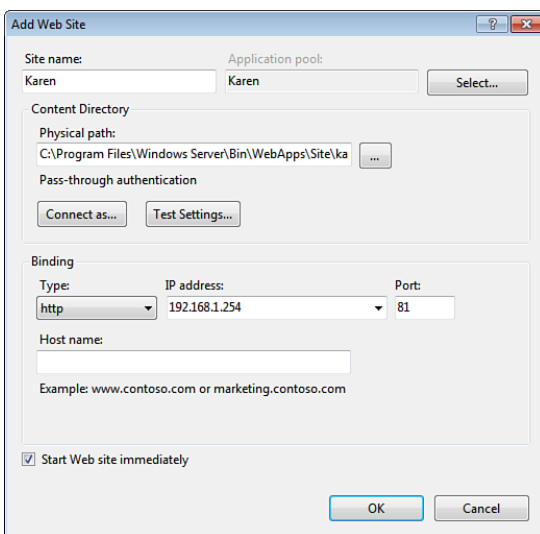 Add Web Site
Site name: Application pool:
Karen Karen Select...
Content Directory
Physical path:
C:\Program Files\Windows Server\Bin\WebApps\Site\ka ...
Pass-through authentication
Connect as... Test Settings...
Binding
Type: IP address: Port:
http 192.168.1.254 81
Host name:
Example: www.contoso.com or marketing.contoso.com
Start Web site immediately
OK Cancel